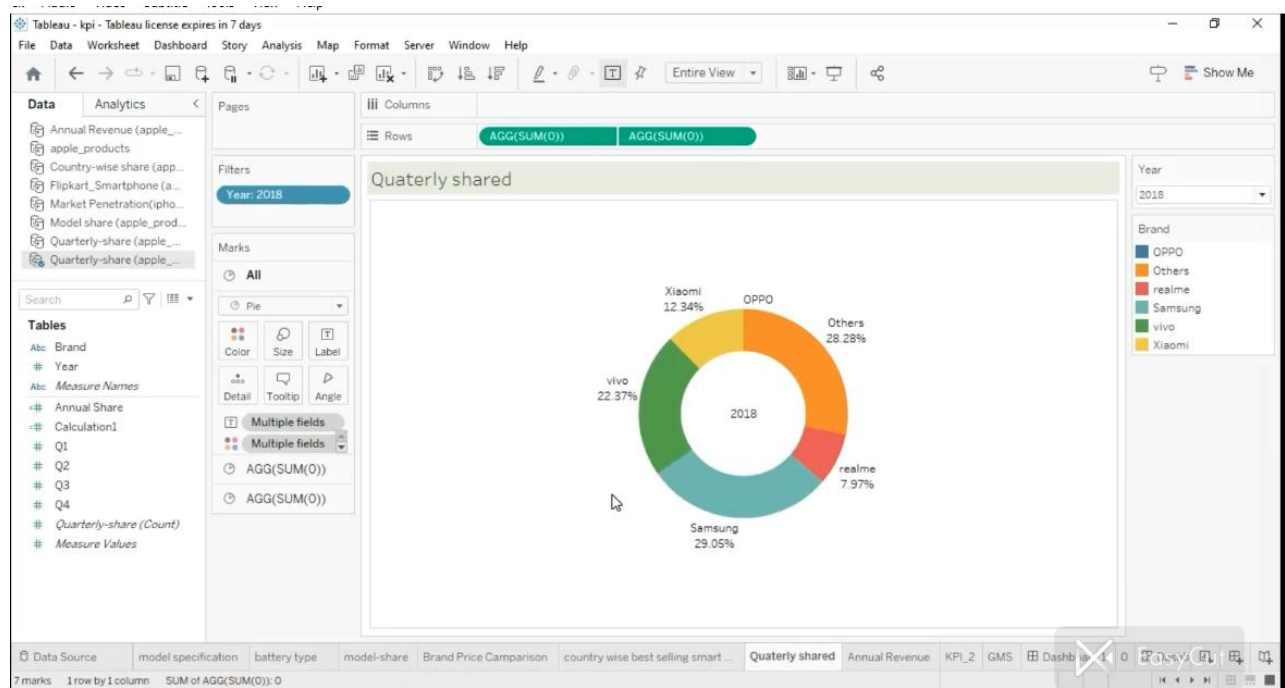 Tableau - kpi - Tableau license expires in 7 days
File Data Worksheet Dashboard Story Analysis Map Format Server Window Help
Entire View
Show Me
Data Analytics
Annual Revenue (apple_...
apple_products
Country-wise share (app...
Flipkart_Smartphone (a...
Market Penetration(ipho...
Model share (apple_prod...
Quarterly-share (apple_...
Quarterly-share (apple_...
Search
Tables
Abc Brand
# Year
Abc Measure Names
=# Annual Share
=# Calculation1
# Q1
# Q2
# Q3
# Q4
# Quarterly-share (Count)
# Measure Values
Pages
Filters
Year: 2018
Marks
All
Pie
Color Size Label
Detail Tooltip Angle
Multiple fields
Multiple fields
AGG(SUM(0))
AGG(SUM(0))
Columns
Rows AGG(SUM(0)) AGG(SUM(0))
Quaterly shared
Xiaomi
12.34%
OPPO
Others
28.28%
vivo
22.37%
2018
realme
7.97%
Samsung
29.05%
Year
2018
Brand
OPPO
Others
realme
Samsung
vivo
Xiaomi
Data Source model specification battery type model-share Brand Price Camparison country wise best selling smart ... Quaterly shared Annual Revenue KPI_2 GMS
EasyCut
7 marks 1 row by 1 column SUM of AGG(SUM(0)): 0